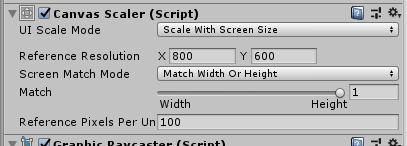 Canvas Scaler (Script)
UI Scale Mode Scale With Screen Size
Reference Resolution X 800 Y 600
Screen Match Mode Match Width Or Height
Match 1
Width Height
Reference Pixels Per Un 100
Graphic Raycaster (Script)